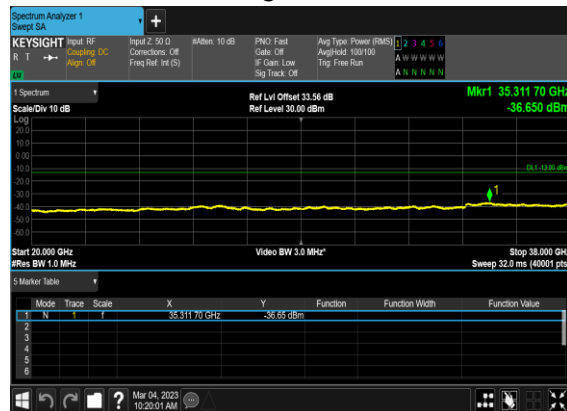 Spectrum Analyzer 1
Swept SA
KEYSIGHT Input: RF Input Z: 50 Ω #Atten: 10 dB PNO: Fast Avg Type: Power (RMS) 1 2 3 4 5 6
R T Coupling: DC Corrections: Off Gate: Off Avg|Hold: 100/100 A W W W W W
Align: Off Freq Ref: Int (S) IF Gain: Low Trig: Free Run
LW Sig Track: Off A N N N N N
1 Spectrum Ref Lvl Offset 33.56 dB Mkr1 35.311 70 GHz
Scale/Div 10 dB Ref Level 30.00 dBm -36.650 dBm
Log
20.0
10.0
0.00
-10.0 DL1 -13.00 dBm
-20.0
-30.0 1
-40.0
-50.0
-60.0
Start 20.000 GHz Video BW 3.0 MHz* Stop 38.000 GHz
#Res BW 1.0 MHz Sweep 32.0 ms (40001 pts
5 Marker Table
Mode Trace Scale X Y Function Function Width Function Value
1 N 1 f 35.311 70 GHz -36.65 dBm
2
3
4
5
6
? Mar 04, 2023
10:20:01 AM